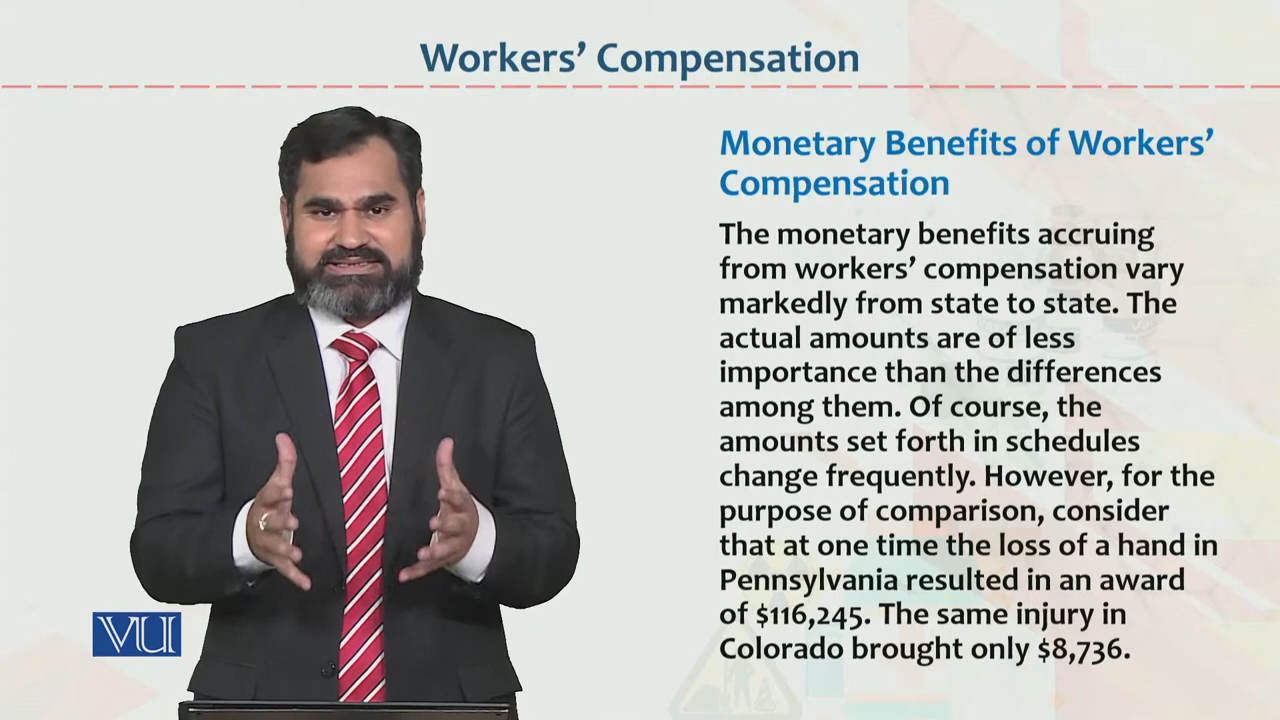 Workers’ Compensation
Monetary Benefits of Workers’
Compensation
The monetary benefits accruing
from workers’ compensation vary
markedly from state to state. The
actual amounts are of less
importance than the differences
among them. Of course, the
amounts set forth in schedules
change frequently. However, for the
purpose of comparison, consider
that at one time the loss of a hand in
Pennsylvania resulted in an award
of $116,245. The same injury in
Colorado brought only $8,736.
VU